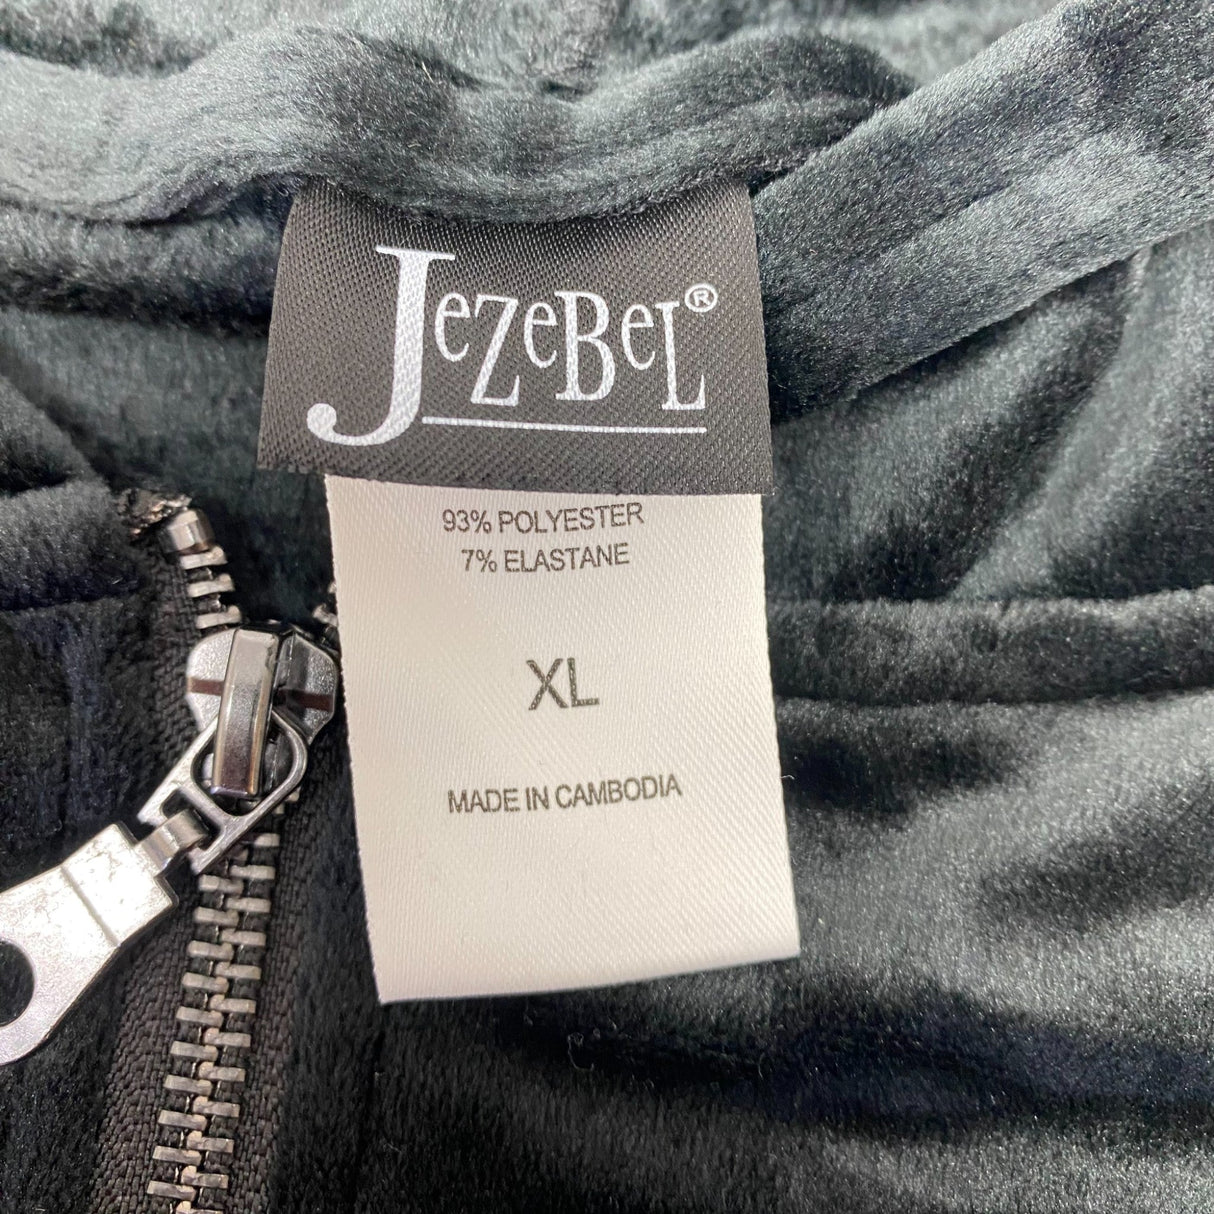 JeZeBeL®
93% POLYESTER
7% ELASTANE
XL
MADE IN CAMBODIA